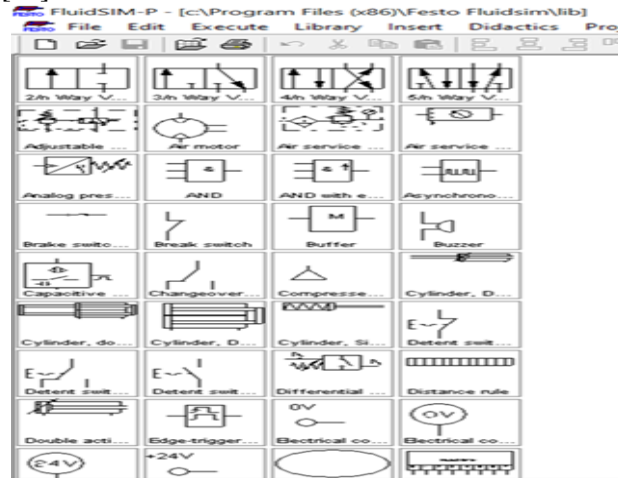 FluidSIM-P - [c:\Program Files (x86)\Festo Fluidsim\lib]
FESTO File Edit Execute Library Insert Didactics Proj
2/n Way V... 3/n Way V... 4/n Way V... 5/n Way V...
Adjustable ... Air motor Air service ... Air service ...
&
& ↑
Analog pres... AND AND with e... Asynchrono...
M
Brake switc... Break switch Buffer Buzzer
Capacitive ... Changeover... Compresse... Cylinder, D...
Cylinder, do... Cylinder, D... Cylinder, Si... Detent swit...
Detent swit... Detent swit... Differential ... Distance rule
0V 0V
Double acti... Edge-trigger... Electrical co... Electrical co...
24V +24V